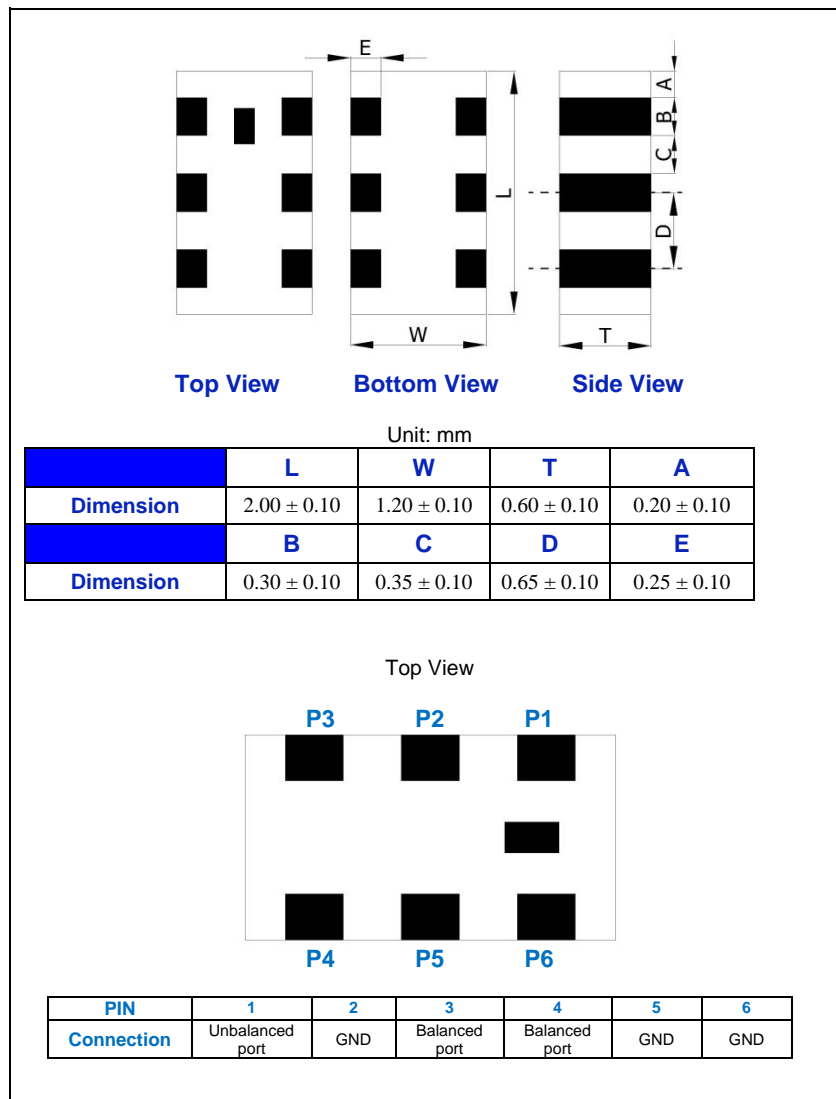 E
A
B
C
L
D
W
T
Top View Bottom View Side View
Unit: mm
L W T A
Dimension 2.00 ± 0.10 1.20 ± 0.10 0.60 ± 0.10 0.20 ± 0.10
B C D E
Dimension 0.30 ± 0.10 0.35 ± 0.10 0.65 ± 0.10 0.25 ± 0.10
Top View
P3 P2 P1
P4 P5 P6
PIN 1 2 3 4 5 6
Connection Unbalanced port GND Balanced port Balanced port GND GND